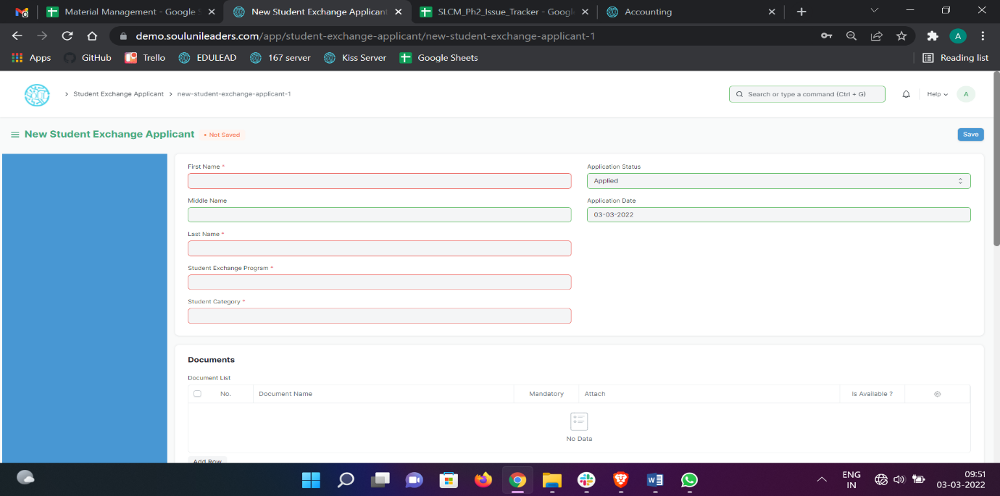 Material Management - Google S
New Student Exchange Applicant
SLCM_Ph2_Issue_Tracker - Google
Accounting
demo.soulunileaders.com/app/student-exchange-applicant/new-student-exchange-applicant-1
A
Apps
GitHub
Trello
EDULEAD
167 server
Kiss Server
Google Sheets
Reading list
Student Exchange Applicant
new-student-exchange-applicant-1
Search or type a command (Ctrl + G)
Help
A
New Student Exchange Applicant
• Not Saved
Save
First Name *
Application Status
Applied
Middle Name
Application Date
03-03-2022
Last Name *
Student Exchange Program *
Student Category *
Documents
Document List
No.
Document Name
Mandatory
Attach
Is Available ?
No Data
Add Row
ENG
IN
09:51
03-03-2022